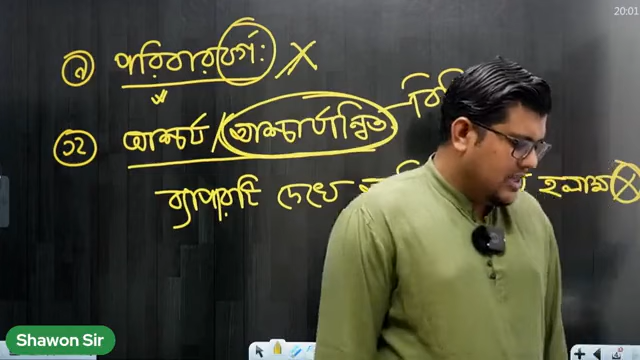 20:01
৯ পরিবারবর্গ: X
১২ আশ্চর্য / আশ্চর্যান্বিত –
ব্যাপারটি দেখে হলাম
Shawon Sir